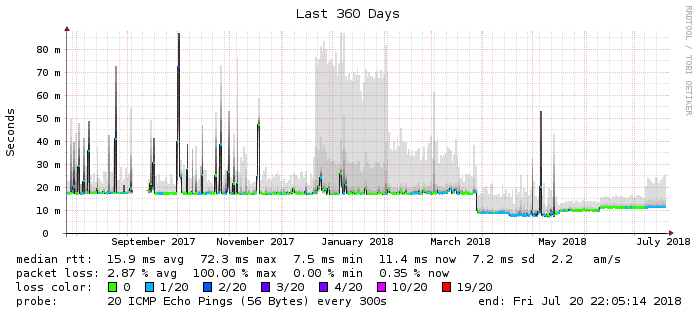 Last 360 Days
RRDTOOL / TOBI OETIKER
Seconds
80 m
70 m
60 m
50 m
40 m
30 m
20 m
10 m
0
September 2017 November 2017 January 2018 March 2018 May 2018 July 2018
median rtt: 15.9 ms avg 72.3 ms max 7.5 ms min 11.4 ms now 7.2 ms sd 2.2 am/s
packet loss: 2.87 % avg 100.00 % max 0.00 % min 0.35 % now
loss color: 0 1/20 2/20 3/20 4/20 10/20 19/20
probe: 20 ICMP Echo Pings (56 Bytes) every 300s end: Fri Jul 20 22:05:14 2018